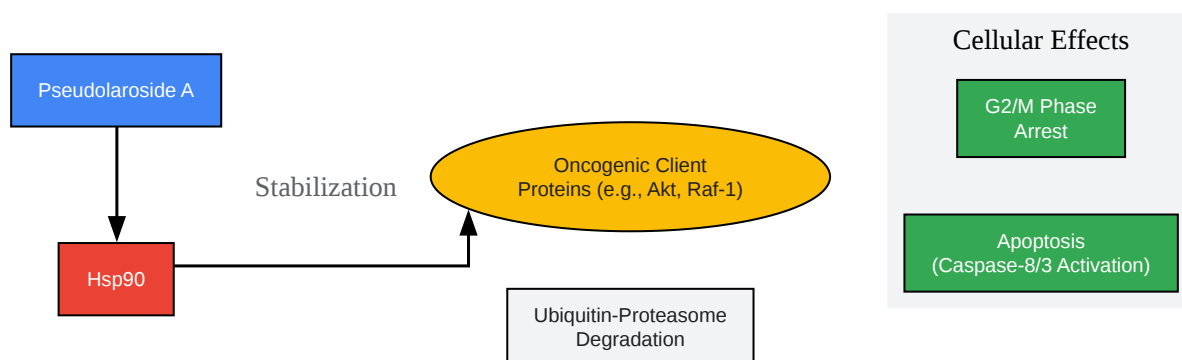 Pseudolaroside A
Hsp90
Stabilization
Oncogenic Client
Proteins (e.g., Akt, Raf-1)
Ubiquitin-Proteasome
Degradation
Cellular Effects
G2/M Phase
Arrest
Apoptosis
(Caspase-8/3 Activation)